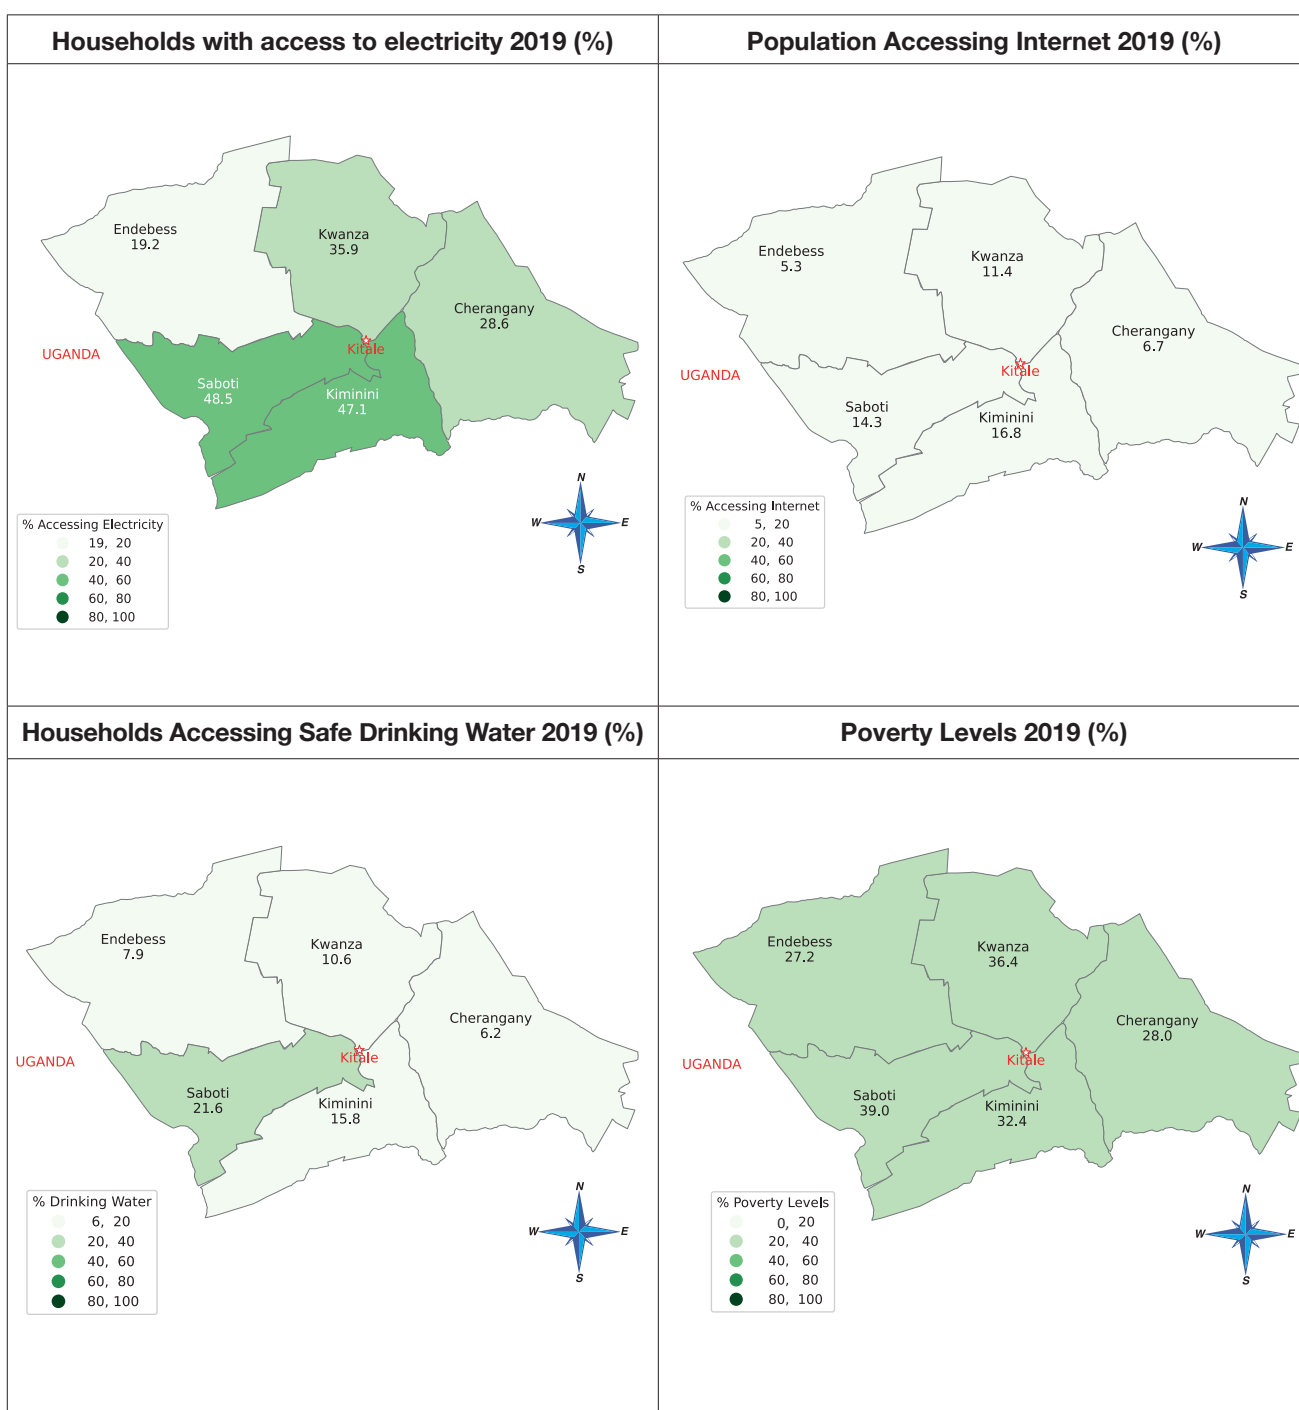 Households with access to electricity 2019 (%)
Endebess
19.2
Kwanza
35.9
Cherangany
28.6
UGANDA
Kitale
Saboti
48.5
Kiminini
47.1
N
W
E
S
% Accessing Electricity
19, 20
20, 40
40, 60
60, 80
80, 100
Population Accessing Internet 2019 (%)
Endebess
5.3
Kwanza
11.4
Cherangany
6.7
UGANDA
Kitale
Saboti
14.3
Kiminini
16.8
N
W
E
S
% Accessing Internet
5, 20
20, 40
40, 60
60, 80
80, 100
Households Accessing Safe Drinking Water 2019 (%)
Endebess
7.9
Kwanza
10.6
Cherangany
6.2
UGANDA
Kitale
Saboti
21.6
Kiminini
15.8
N
W
E
S
% Drinking Water
6, 20
20, 40
40, 60
60, 80
80, 100
Poverty Levels 2019 (%)
Endebess
27.2
Kwanza
36.4
Cherangany
28.0
UGANDA
Kitale
Saboti
39.0
Kiminini
32.4
N
W
E
S
% Poverty Levels
0, 20
20, 40
40, 60
60, 80
80, 100